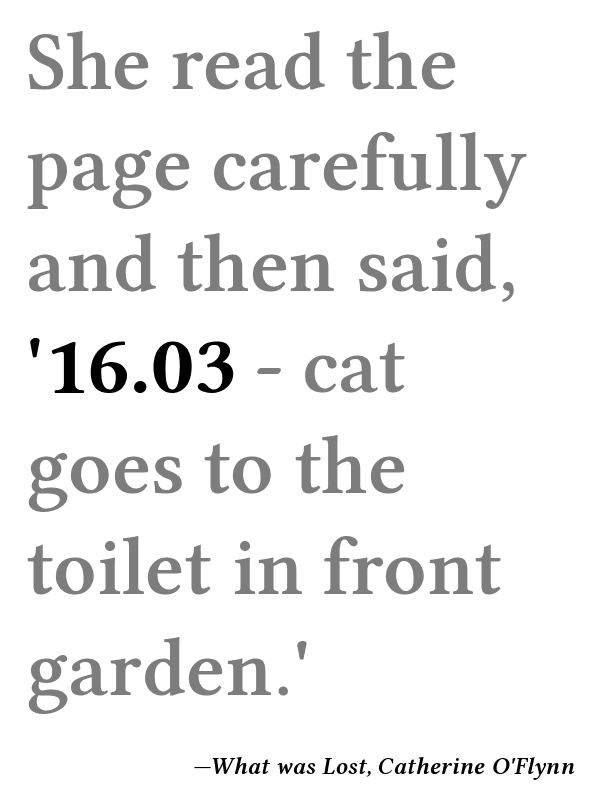 She read the
page carefully
and then said,
'16.03 - cat
goes to the
toilet in front
garden.'
—What was Lost, Catherine O'Flynn